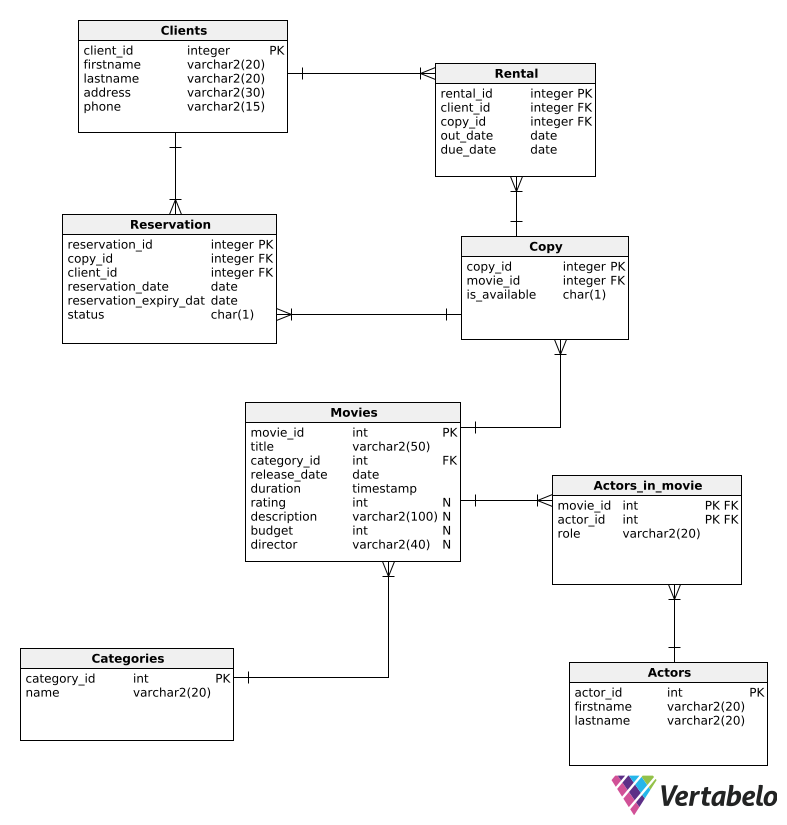 Clients
client_id integer PK
firstname varchar2(20)
lastname varchar2(20)
address varchar2(30)
phone varchar2(15)
Rental
rental_id integer PK
client_id integer FK
copy_id integer FK
out_date date
due_date date
Reservation
reservation_id integer PK
copy_id integer FK
client_id integer FK
reservation_date date
reservation_expiry_dat date
status char(1)
Copy
copy_id integer PK
movie_id integer FK
is_available char(1)
Movies
movie_id int PK
title varchar2(50)
category_id int FK
release_date date
duration timestamp
rating int N
description varchar2(100) N
budget int N
director varchar2(40) N
Actors_in_movie
movie_id int PK FK
actor_id int PK FK
role varchar2(20)
Categories
category_id int PK
name varchar2(20)
Actors
actor_id int PK
firstname varchar2(20)
lastname varchar2(20)
Vertabelo